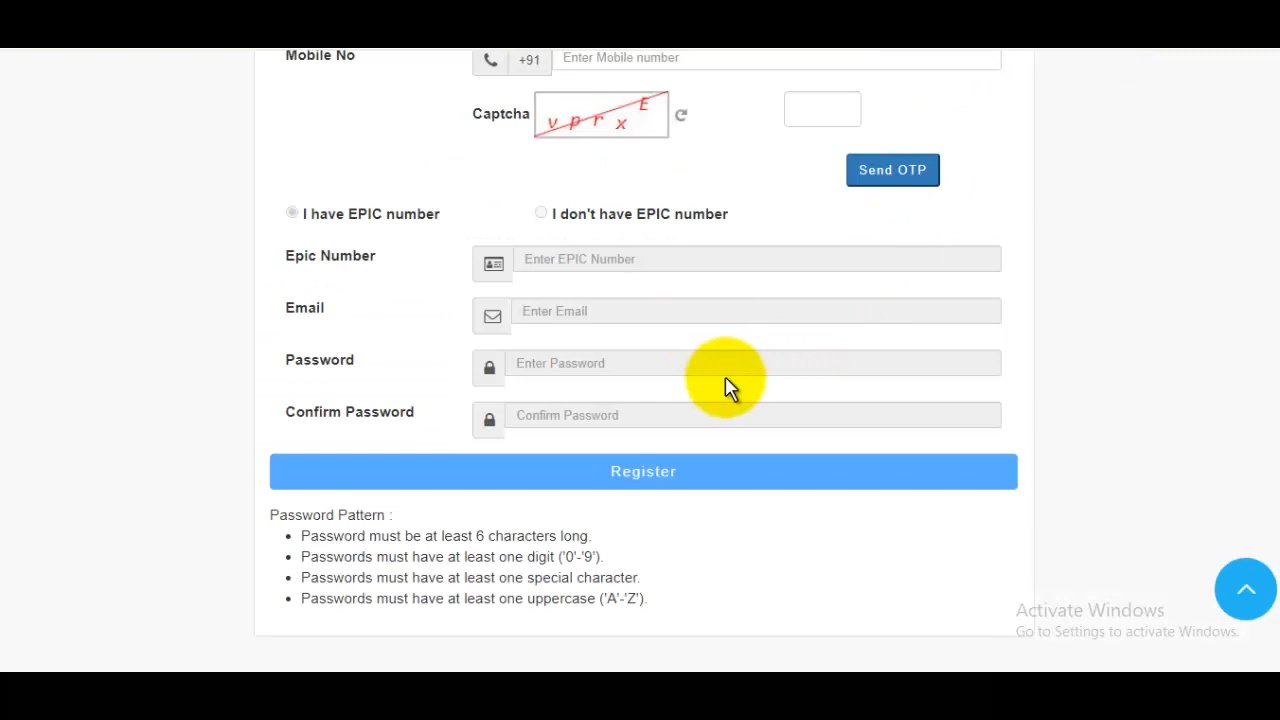 Mobile No
+91
Enter Mobile number
Captcha
v p r x E
Send OTP
I have EPIC number
I don't have EPIC number
Epic Number
Enter EPIC Number
Email
Enter Email
Password
Enter Password
Confirm Password
Confirm Password
Register
Password Pattern :
Password must be at least 6 characters long.
Passwords must have at least one digit ('0'-'9').
Passwords must have at least one special character.
Passwords must have at least one uppercase ('A'-'Z').
Activate Windows
Go to Settings to activate Windows.